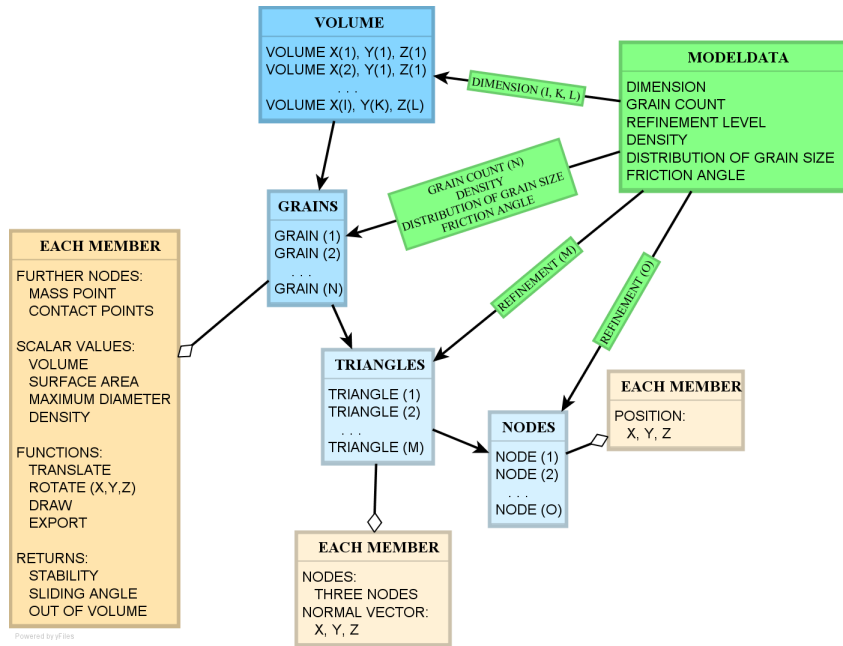 VOLUME
VOLUME X(1), Y(1), Z(1)
VOLUME X(2), Y(1), Z(1)
. . .
VOLUME X(I), Y(K), Z(L)
DIMENSION (I, K, L)
MODELDATA
DIMENSION
GRAIN COUNT
REFINEMENT LEVEL
DENSITY
DISTRIBUTION OF GRAIN SIZE
FRICTION ANGLE
GRAIN COUNT (N)
DENSITY
DISTRIBUTION OF GRAIN SIZE
FRICTION ANGLE
GRAINS
GRAIN (1)
GRAIN (2)
. . .
GRAIN (N)
REFINEMENT (M)
REFINEMENT (O)
EACH MEMBER
FURTHER NODES:
MASS POINT
CONTACT POINTS
SCALAR VALUES:
VOLUME
SURFACE AREA
MAXIMUM DIAMETER
DENSITY
FUNCTIONS:
TRANSLATE
ROTATE (X,Y,Z)
DRAW
EXPORT
RETURNS:
STABILITY
SLIDING ANGLE
OUT OF VOLUME
TRIANGLES
TRIANGLE (1)
TRIANGLE (2)
. . .
TRIANGLE (M)
NODES
NODE (1)
NODE (2)
. . .
NODE (O)
EACH MEMBER
POSITION:
X, Y, Z
EACH MEMBER
NODES:
THREE NODES
NORMAL VECTOR:
X, Y, Z
Powered by yFiles